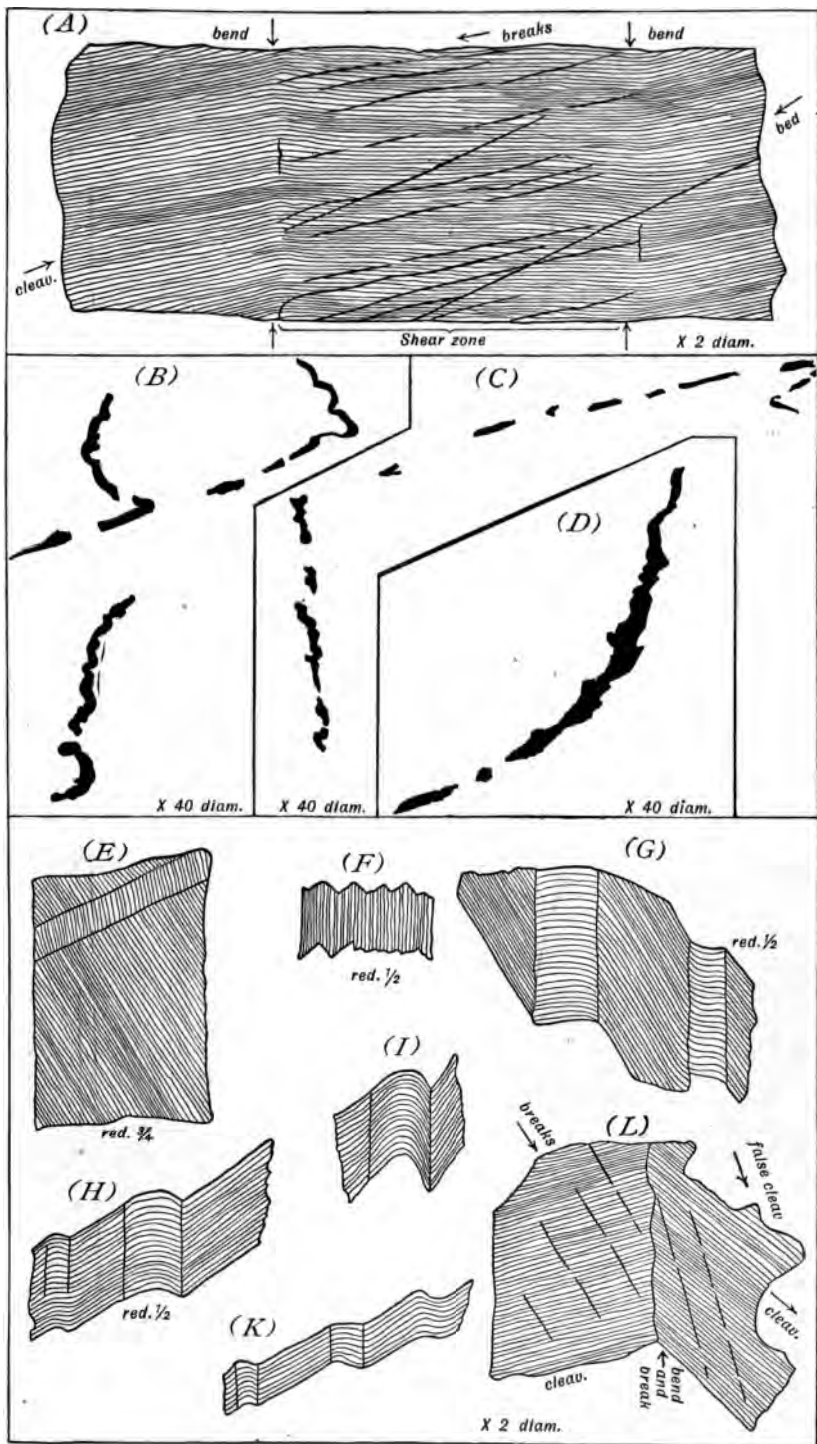 (A)
bend
breaks
bend
bed
cleav.
Shear zone
X 2 diam.
(B)
(C)
(D)
X 40 diam.
X 40 diam.
X 40 diam.
(E)
(F)
(G)
red. 1/2
red. 1/2
(I)
red. 3/4
breaks
(L)
false cleav
(H)
red. 1/2
cleav.
(K)
cleav.
bend
and
break
X 2 diam.